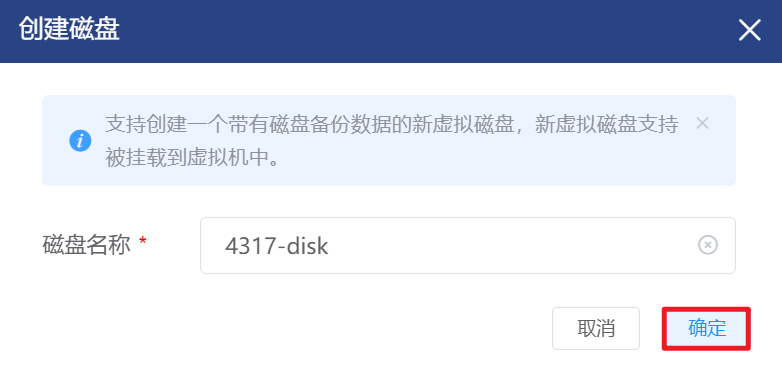 创建磁盘
支持创建一个带有磁盘备份数据的新虚拟磁盘，新虚拟磁盘支持
被挂载到虚拟机中。
磁盘名称 * 4317-disk
取消 确定